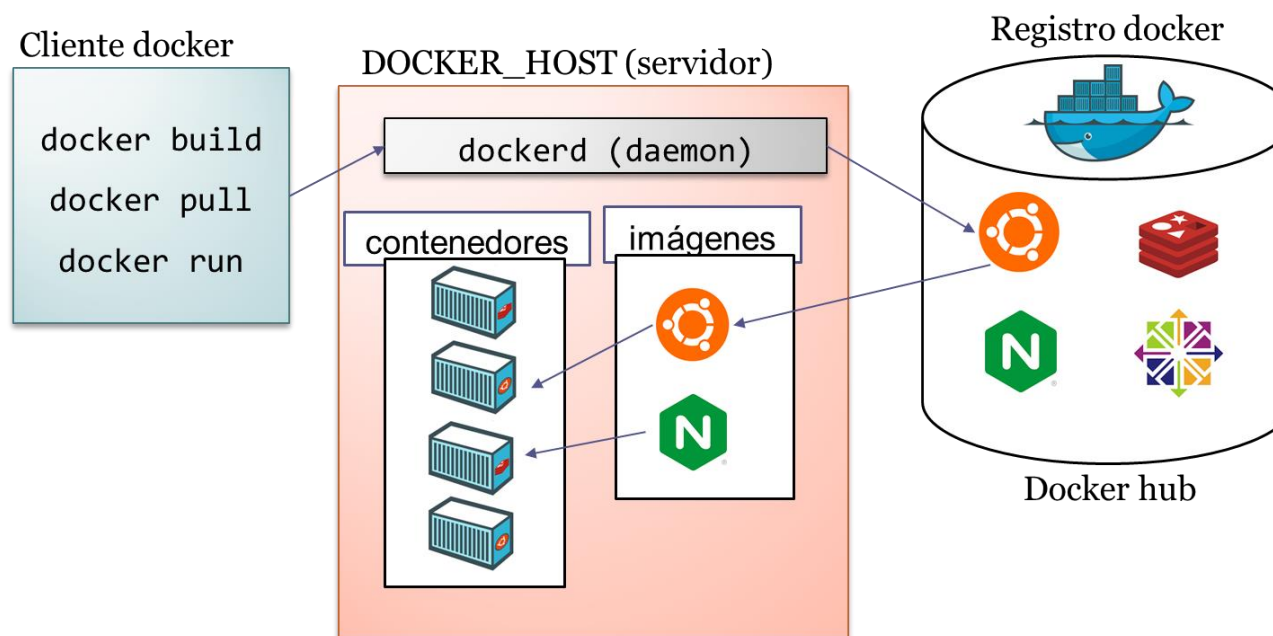 Cliente docker
docker build
docker pull
docker run
DOCKER_HOST (servidor)
dockerd (daemon)
contenedores
imágenes
Registro docker
N
N
Docker hub